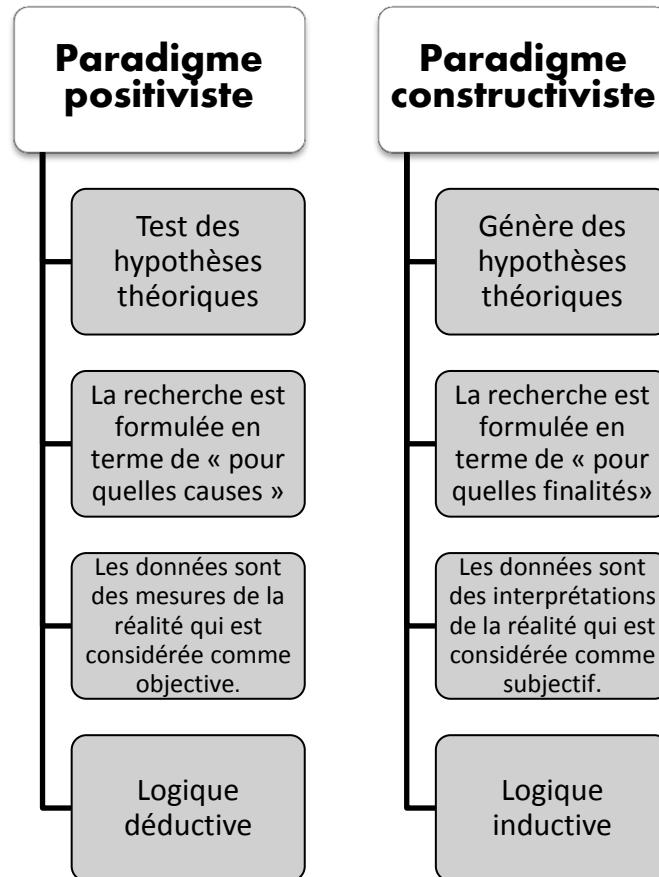 Paradigme
positiviste
Test des
hypothèses
théoriques
La recherche est
formulée en
terme de « pour
quelles causes »
Les données sont
des mesures de la
réalité qui est
considérée comme
objective.
Logique
déductive
Paradigme
constructiviste
Génère des
hypothèses
théoriques
La recherche est
formulée en
terme de « pour
quelles finalités»
Les données sont
des interprétations
de la réalité qui est
considérée comme
subjectif.
Logique
inductive